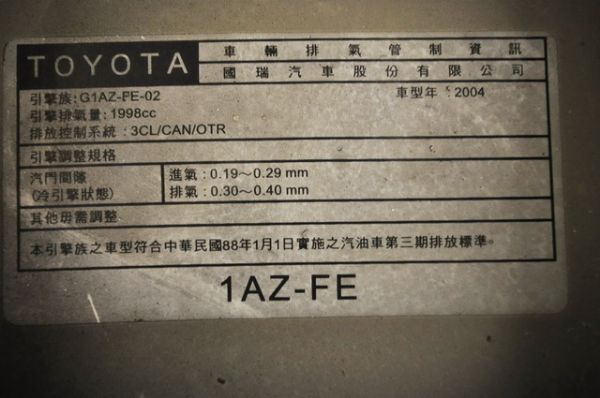 TOYOTA
車輛排氣管制資訊
國瑞汽車股份有限公司
引擎族:G1AZ-FE-02
車型年:2004
引擎排氣量:1998cc
排放控制系統:3CL/CAN/OTR
引擎調整規格
汽門間隙
(冷引擎狀態)
進氣:0.19～0.29 mm
排氣:0.30～0.40 mm
其他毋需調整
本引擎族之車型符合中華民國88年1月1日實施之汽油車第三期排放標準。
1AZ-FE